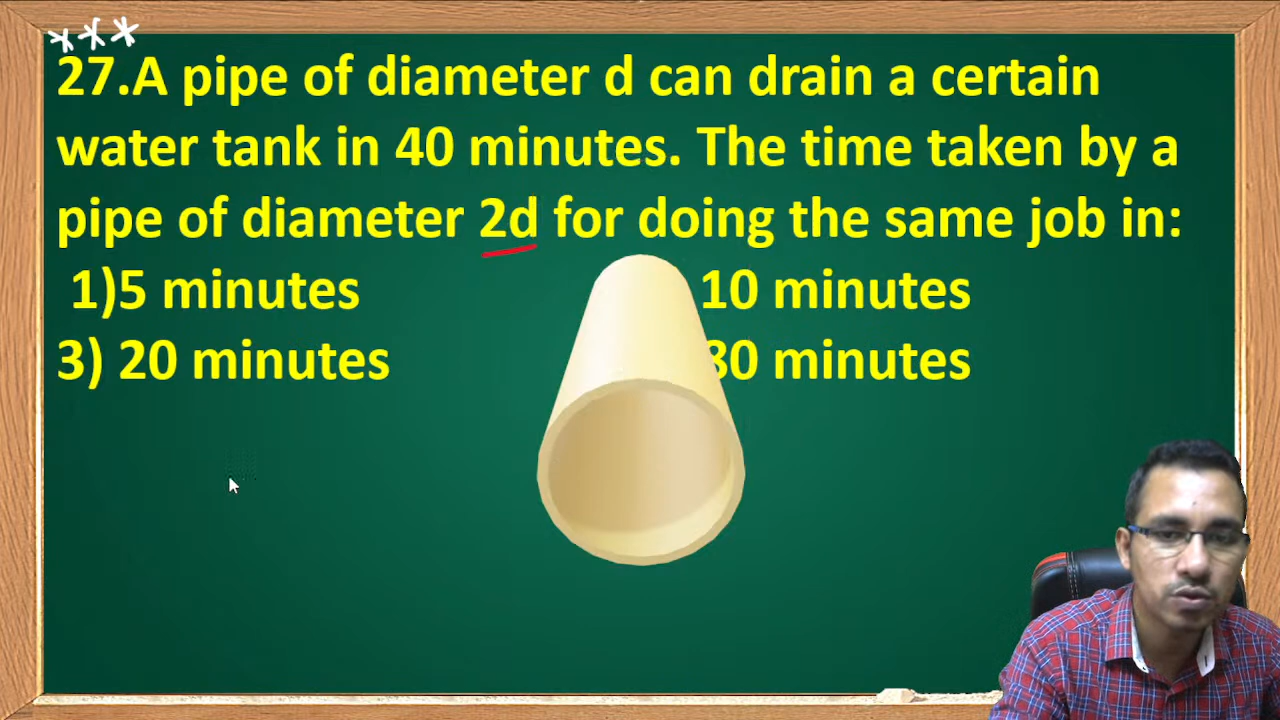 ***
27.A pipe of diameter d can drain a certain
water tank in 40 minutes. The time taken by a
pipe of diameter 2d for doing the same job in:
1)5 minutes 10 minutes
3) 20 minutes 80 minutes